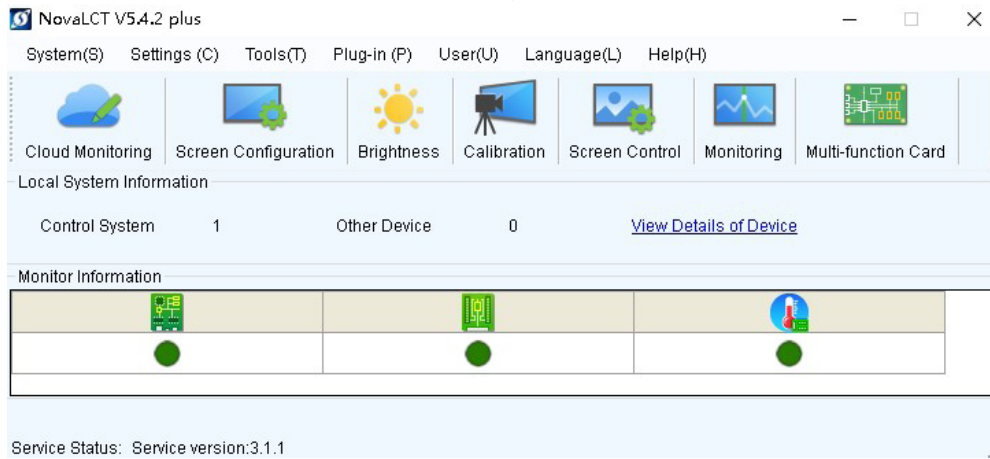 NovaLCT V5.4.2 plus
System(S) Settings (C) Tools(T) Plug-in (P) User(U) Language(L) Help(H)
Cloud Monitoring Screen Configuration Brightness Calibration Screen Control Monitoring Multi-function Card
Local System Information
Control System 1 Other Device 0 View Details of Device
Monitor Information
Service Status: Service version:3.1.1